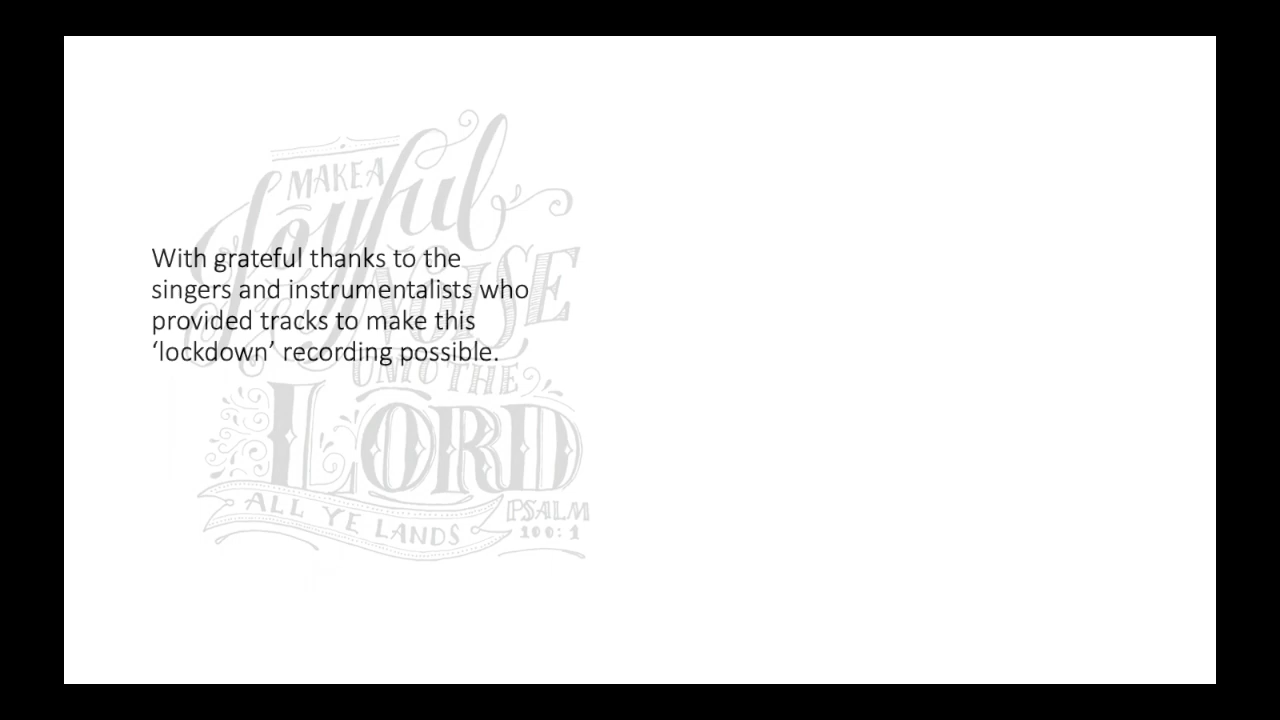 MAKE A
Joyful
NOISE
With grateful thanks to the
singers and instrumentalists who
provided tracks to make this
‘lockdown’ recording possible.
UNTO THE
LORD
ALL YE LANDS
PSALM
100:1